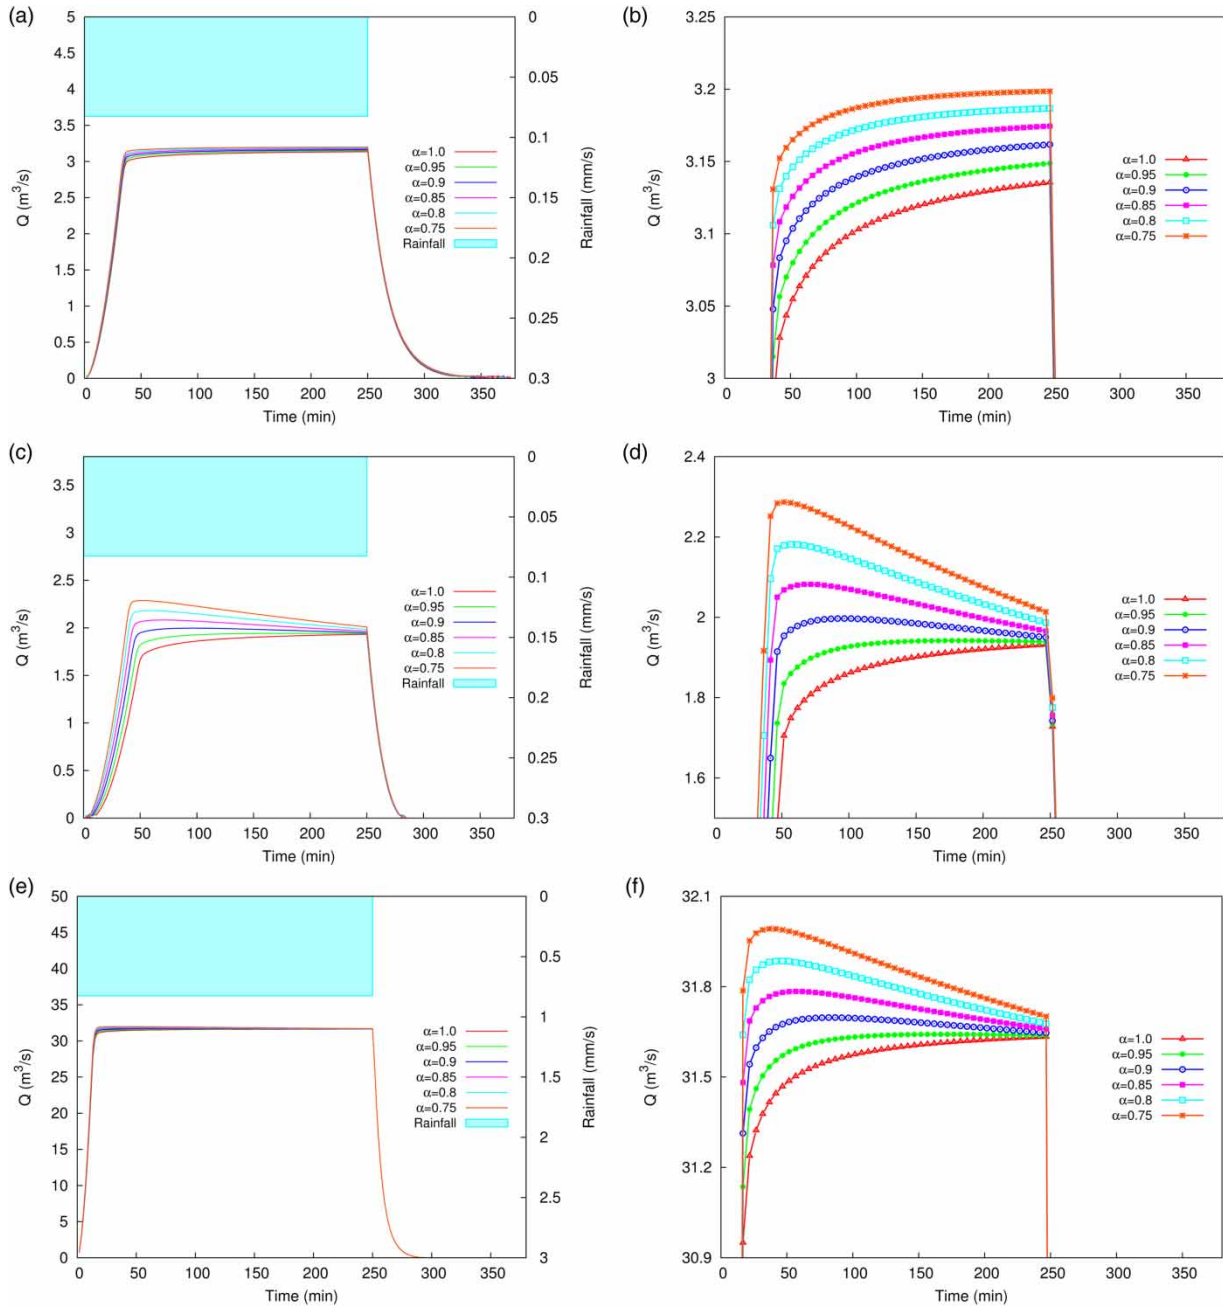 (a)
5
4.5
4
3.5
3
2.5
2
1.5
1
0.5
0
Q (m³/s)
0 50 100 150 200 250 300 350
Time (min)
0
0.05
0.1
0.15
0.2
0.25
0.3
Rainfall (mm/s)
α=1.0
α=0.95
α=0.9
α=0.85
α=0.8
α=0.75
Rainfall
(b)
3.25
3.2
3.15
3.1
3.05
3
Q (m³/s)
0 50 100 150 200 250 300 350
Time (min)
α=1.0
α=0.95
α=0.9
α=0.85
α=0.8
α=0.75
(c)
3.5
3
2.5
2
1.5
1
0.5
0
Q (m³/s)
0 50 100 150 200 250 300 350
Time (min)
0
0.05
0.1
0.15
0.2
0.25
0.3
Rainfall (mm/s)
α=1.0
α=0.95
α=0.9
α=0.85
α=0.8
α=0.75
Rainfall
(d)
2.4
2.2
2
1.8
1.6
Q (m³/s)
0 50 100 150 200 250 300 350
Time (min)
α=1.0
α=0.95
α=0.9
α=0.85
α=0.8
α=0.75
(e)
50
45
40
35
30
25
20
15
10
5
0
Q (m³/s)
0 50 100 150 200 250 300 350
Time (min)
0
0.5
1
1.5
2
2.5
3
Rainfall (mm/s)
α=1.0
α=0.95
α=0.9
α=0.85
α=0.8
α=0.75
Rainfall
(f)
32.1
31.8
31.5
31.2
30.9
Q (m³/s)
0 50 100 150 200 250 300 350
Time (min)
α=1.0
α=0.95
α=0.9
α=0.85
α=0.8
α=0.75